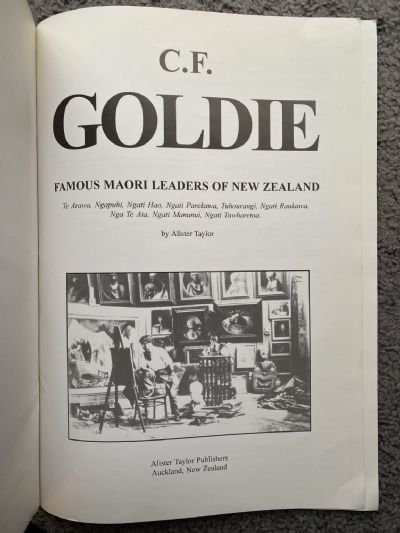 C.F.
GOLDIE
FAMOUS MAORI LEADERS OF NEW ZEALAND
Te Arawa, Ngapuhi, Ngati Hao, Ngati Parekawa, Tuhourangi, Ngati Raukawa,
Nga Te Ata, Ngati Manunui, Ngati Tuwharetoa.
by Alister Taylor
Alister Taylor Publishers
Auckland, New Zealand